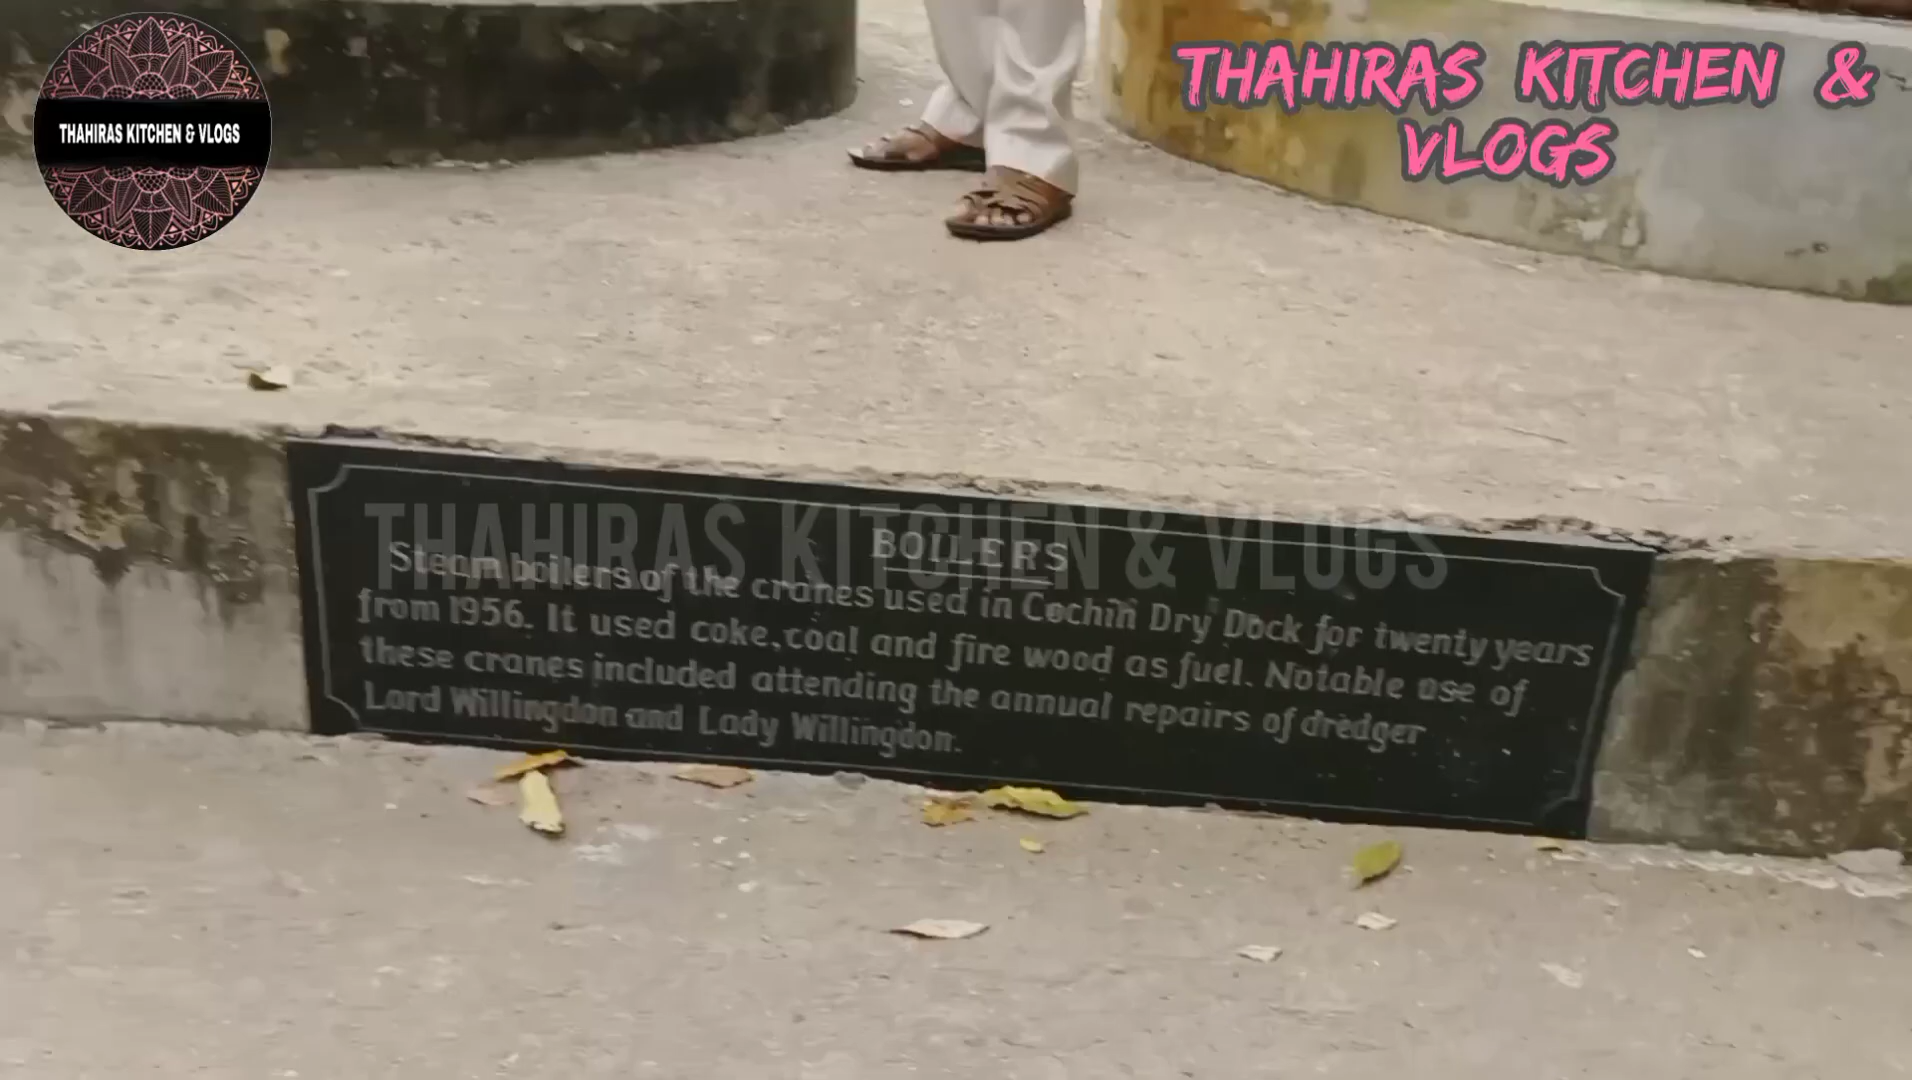 THAHIRAS KITCHEN & VLOGS
THAHIRAS KITCHEN &
VLOGS
THAHIRAS KITCHEN & VLOGS
BOILERS
Steam boilers of the cranes used in Cochin Dry Dock for twenty years
from 1956. It used coke, coal and fire wood as fuel. Notable use of
these cranes included attending the annual repairs of dredger
Lord Willingdon and Lady Willingdon.